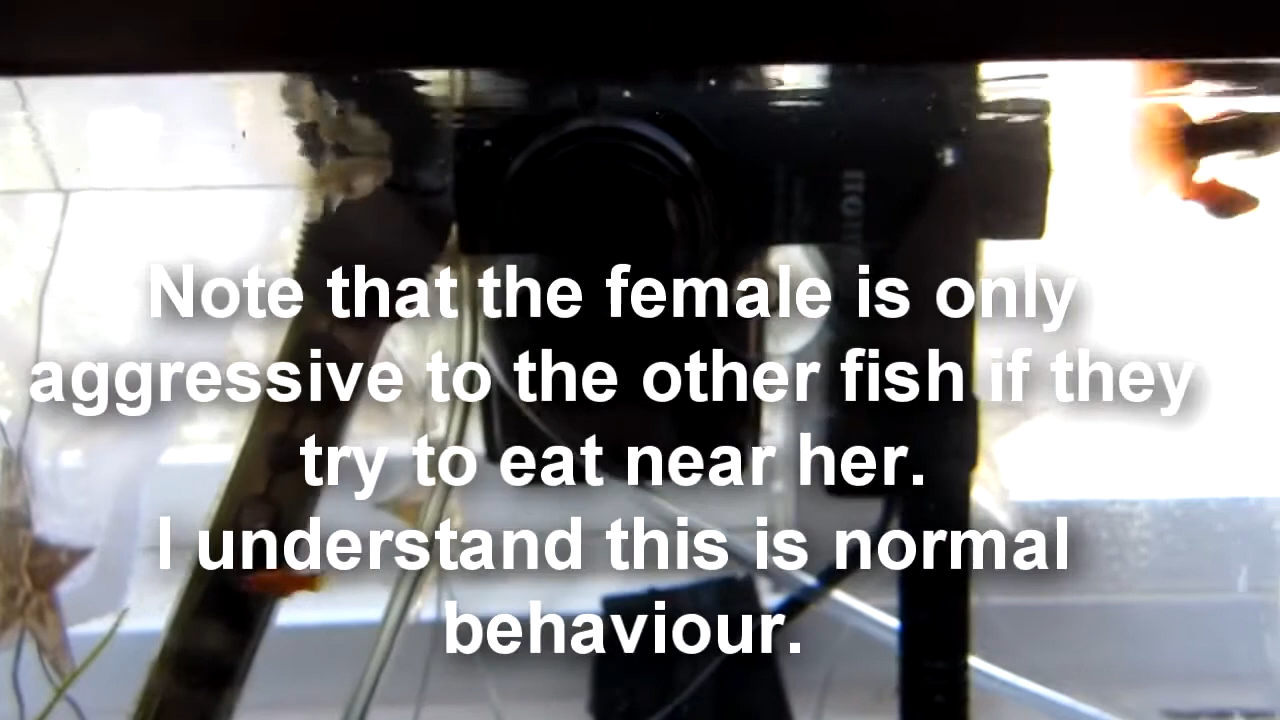 Note that the female is only
aggressive to the other fish if they
try to eat near her.
I understand this is normal
behaviour.